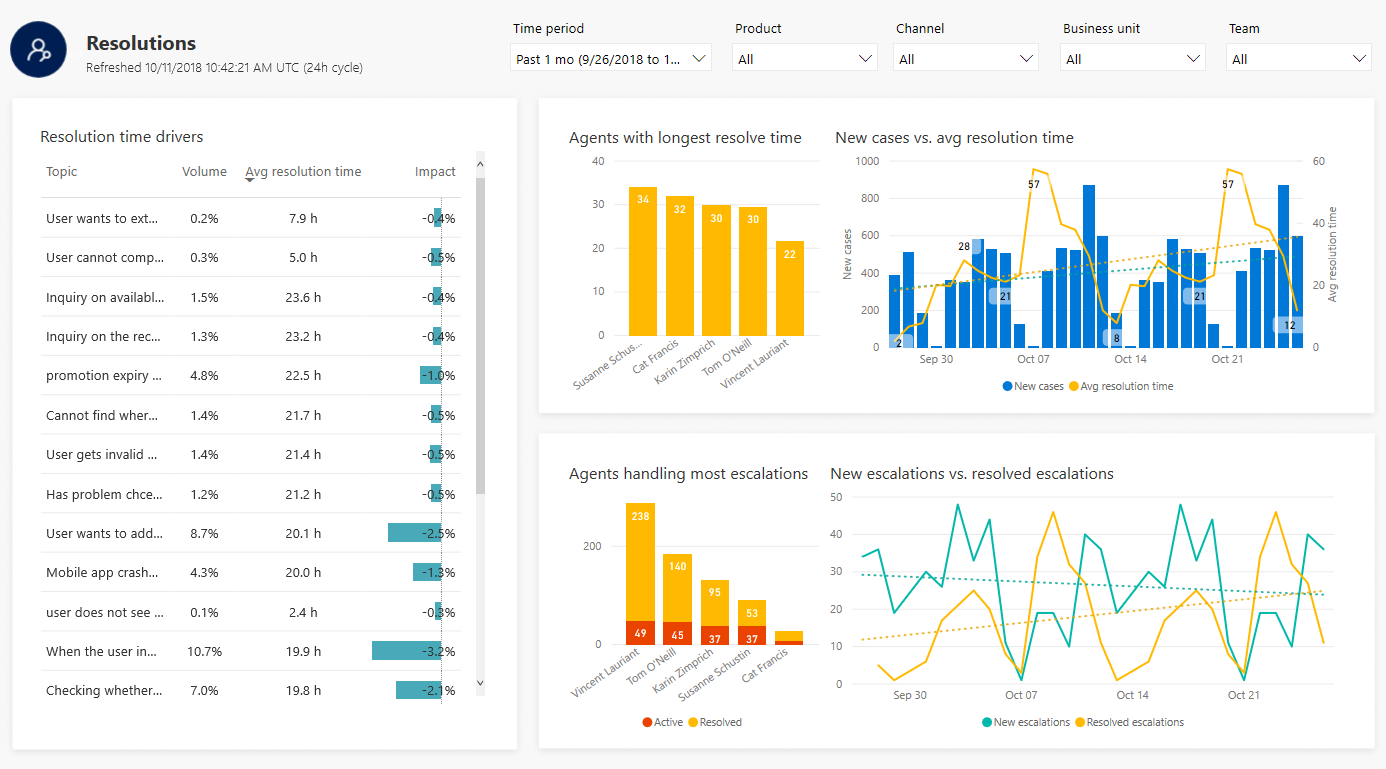 Resolutions
Refreshed 10/11/2018 10:42:21 AM UTC (24h cycle)
Time period
Product
Channel
Business unit
Team
Past 1 mo (9/26/2018 to 1...
All
All
All
All
Resolution time drivers
Topic Volume Avg resolution time Impact
User wants to ext... 0.2% 7.9 h -0.4%
User cannot comp... 0.3% 5.0 h -0.5%
Inquiry on availabl... 1.5% 23.6 h -0.4%
Inquiry on the rec... 1.3% 23.2 h -0.4%
promotion expiry ... 4.8% 22.5 h -1.0%
Cannot find wher... 1.4% 21.7 h -0.5%
User gets invalid ... 1.4% 21.4 h -0.5%
Has problem chce... 1.2% 21.2 h -0.5%
User wants to add... 8.7% 20.1 h -2.5%
Mobile app crash... 4.3% 20.0 h -1.3%
user does not see ... 0.1% 2.4 h -0.3%
When the user in... 10.7% 19.9 h -3.2%
Checking whether... 7.0% 19.8 h -2.1%
Agents with longest resolve time
40
30
20
10
0
34
32
30
30
22
Susanne Schus...
Cat Francis
Karin Zimprich
Tom O'Neill
Vincent Lauriant
New cases vs. avg resolution time
1000
800
600
400
200
0
New cases
60
40
20
0
Avg resolution time
2
28
21
57
8
21
57
12
Sep 30
Oct 07
Oct 14
Oct 21
New cases
Avg resolution time
Agents handling most escalations
200
0
238
49
140
45
95
37
53
37
Vincent Lauriant
Tom O'Neill
Karin Zimprich
Susanne Schustin
Cat Francis
Active
Resolved
New escalations vs. resolved escalations
50
40
30
20
10
0
Sep 30
Oct 07
Oct 14
Oct 21
New escalations
Resolved escalations